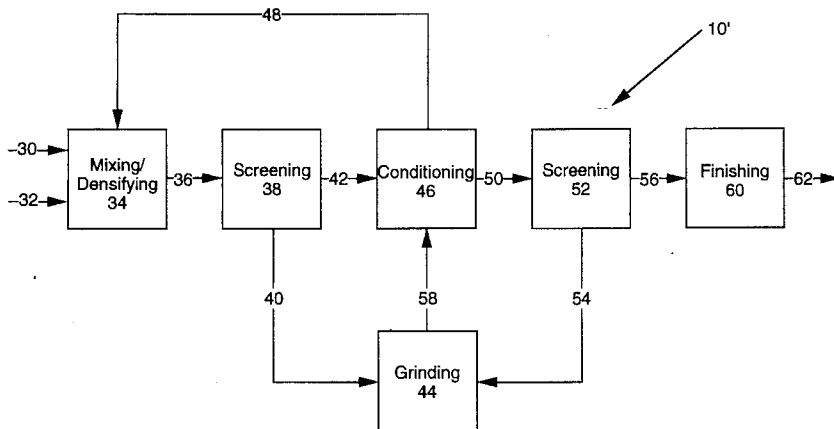 48
10'
30
32
Mixing/
Densifying
34
36
Screening
38
42
Conditioning
46
50
Screening
52
56
Finishing
60
62
40
58
54
Grinding
44